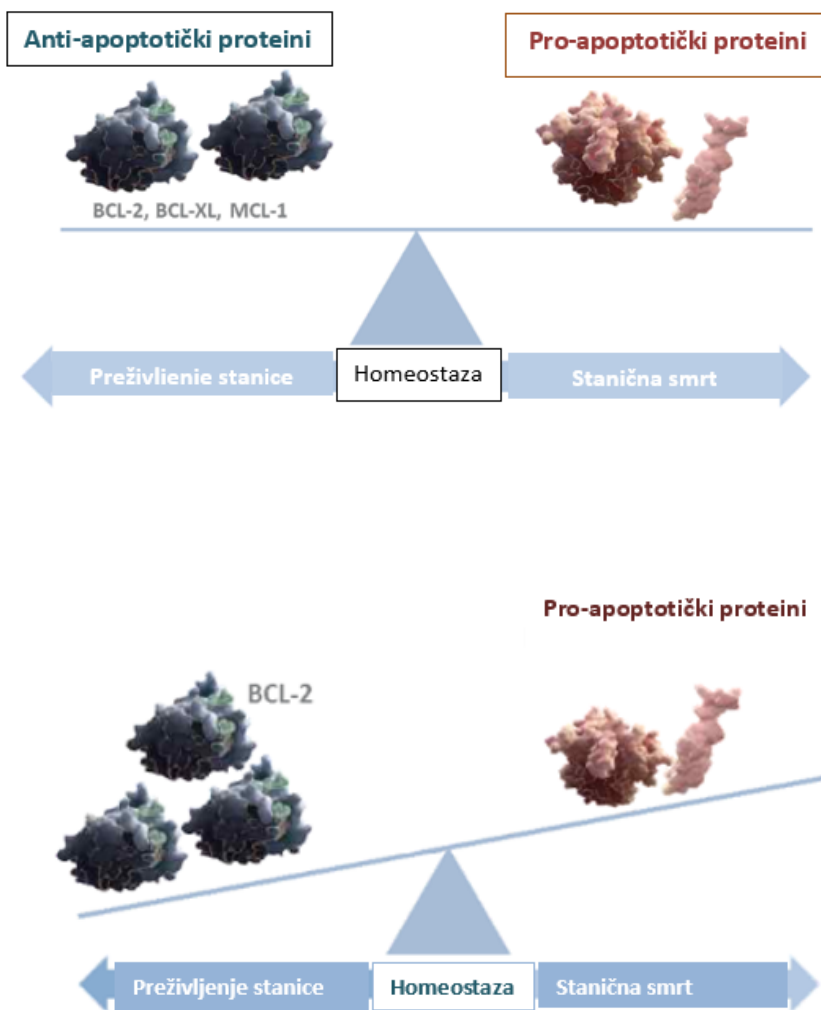 Anti-apoptotički proteini
Pro-apoptotički proteini
BCL-2, BCL-XL, MCL-1
Preživlienie stanice
Homeostaza
Stanična smrt
Pro-apoptotički proteini
BCL-2
Preživljenje stanice
Homeostaza
Stanična smrt